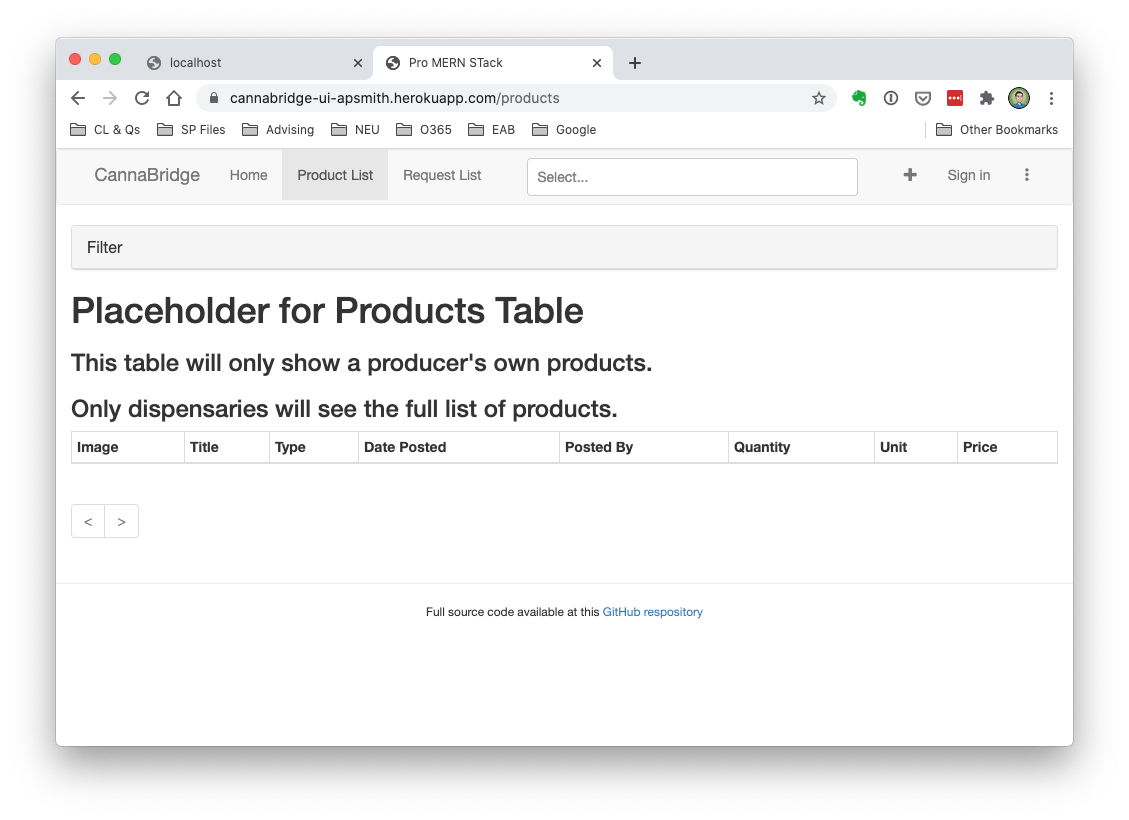 localhost
Pro MERN STack
cannabridge-ui-apsmith.herokuapp.com/products
CL & Qs SP Files Advising NEU O365 EAB Google Other Bookmarks
CannaBridge Home Product List Request List Select... + Sign in
Filter
Placeholder for Products Table
This table will only show a producer's own products.
Only dispensaries will see the full list of products.
Image Title Type Date Posted Posted By Quantity Unit Price
< >
Full source code available at this GitHub respository